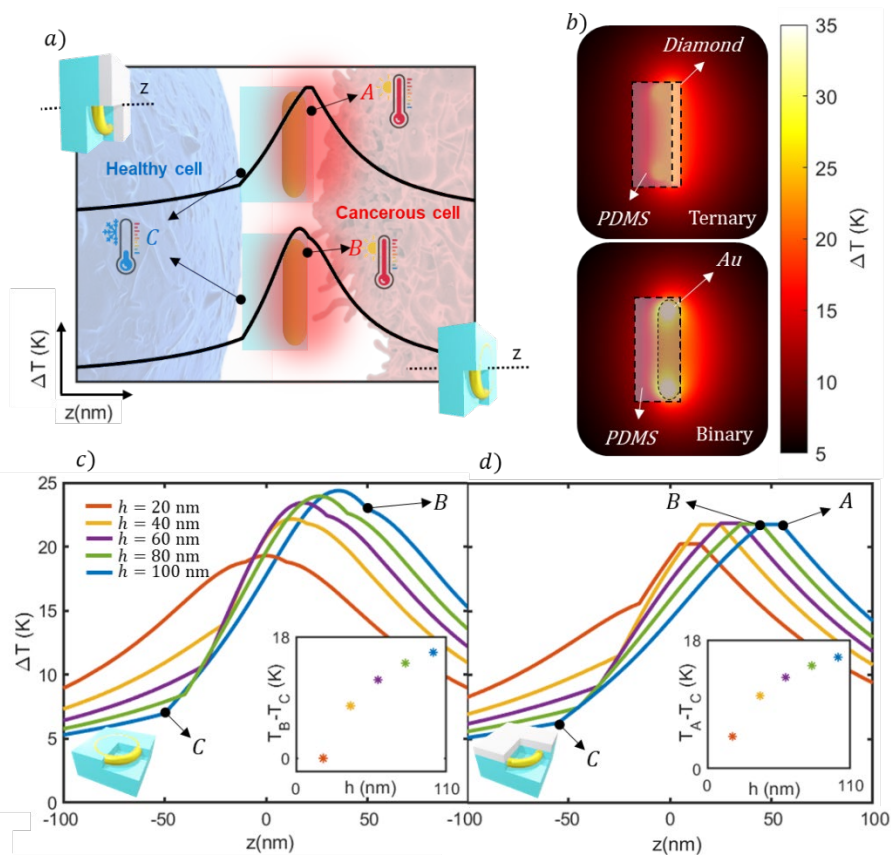 a)
z
A
Healthy cell
Cancerous cell
C
B
z
ΔT (K)
z(nm)
b)
Diamond
PDMS
Ternary
Au
PDMS
Binary
35
30
25
20
15
10
5
ΔT (K)
c)
25
20
15
10
5
0
ΔT (K)
h = 20 nm
h = 40 nm
h = 60 nm
h = 80 nm
h = 100 nm
B
C
18
0
T_B-T_C (K)
0
h (nm)
110
-100
-50
0
50
-100
z(nm)
d)
B
A
C
18
0
T_A-T_C (K)
0
h (nm)
110
-50
0
50
100
z(nm)